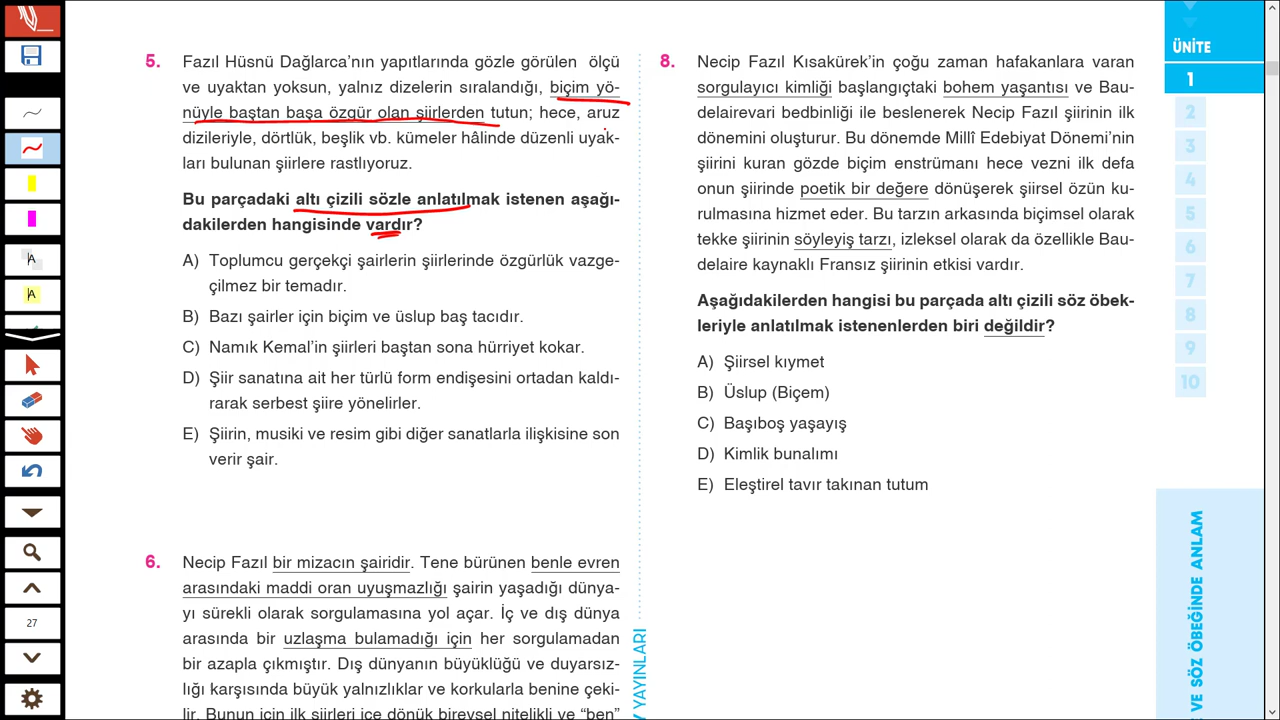 5. Fazıl Hüsnü Dağlarca’nın yapıtlarında gözle görülen ölçü
ve uyaktan yoksun, yalnız dizelerin sıralandığı, biçim yö-
nüyle baştan başa özgür olan şiirlerden tutun; hece, aruz
dizileriyle, dörtlük, beşlik vb. kümeler hâlinde düzenli uyak-
ları bulunan şiirlere rastlıyoruz.
Bu parçadaki altı çizili sözle anlatılmak istenen aşağı-
dakilerden hangisinde vardır?
A) Toplumcu gerçekçi şairlerin şiirlerinde özgürlük vazge-
çilmez bir temadır.
B) Bazı şairler için biçim ve üslup baş tacıdır.
C) Namık Kemal’in şiirleri baştan sona hürriyet kokar.
D) Şiir sanatına ait her türlü form endişesini ortadan kaldı-
rarak serbest şiire yönelirler.
E) Şiirin, musiki ve resim gibi diğer sanatlarla ilişkisine son
verir şair.
6. Necip Fazıl bir mizacın şairidir. Tene bürünen benle evren
arasındaki maddi oran uyuşmazlığı şairin yaşadığı dünya-
yı sürekli olarak sorgulamasına yol açar. İç ve dış dünya
arasında bir uzlaşma bulamadığı için her sorgulamadan
bir azapla çıkmıştır. Dış dünyanın büyüklüğü ve duyarsız-
lığı karşısında büyük yalnızlıklar ve korkularla benine çeki-
lir. Bunun için ilk şiirleri içe dönük bireysel nitelikli ve “ben”
8. Necip Fazıl Kısakürek’in çoğu zaman hafakanlara varan
sorgulayıcı kimliği başlangıçtaki bohem yaşantısı ve Bau-
delairevari bedbinliği ile beslenerek Necip Fazıl şiirinin ilk
dönemini oluşturur. Bu dönemde Millî Edebiyat Dönemi’nin
şiirini kuran gözde biçim enstrümanı hece vezni ilk defa
onun şiirinde poetik bir değere dönüşerek şiirsel özün ku-
rulmasına hizmet eder. Bu tarzın arkasında biçimsel olarak
tekke şiirinin söyleyiş tarzı, izleksel olarak da özellikle Bau-
delaire kaynaklı Fransız şiirinin etkisi vardır.
Aşağıdakilerden hangisi bu parçada altı çizili söz öbek-
leriyle anlatılmak istenenlerden biri değildir?
A) Şiirsel kıymet
B) Üslup (Biçem)
C) Başıboş yaşayış
D) Kimlik bunalımı
E) Eleştirel tavır takınan tutum
ÜNİTE
1
2
3
4
5
6
7
8
9
10
VE SÖZ ÖBEĞİNDE ANLAM
YAYINLARI
A
A
27